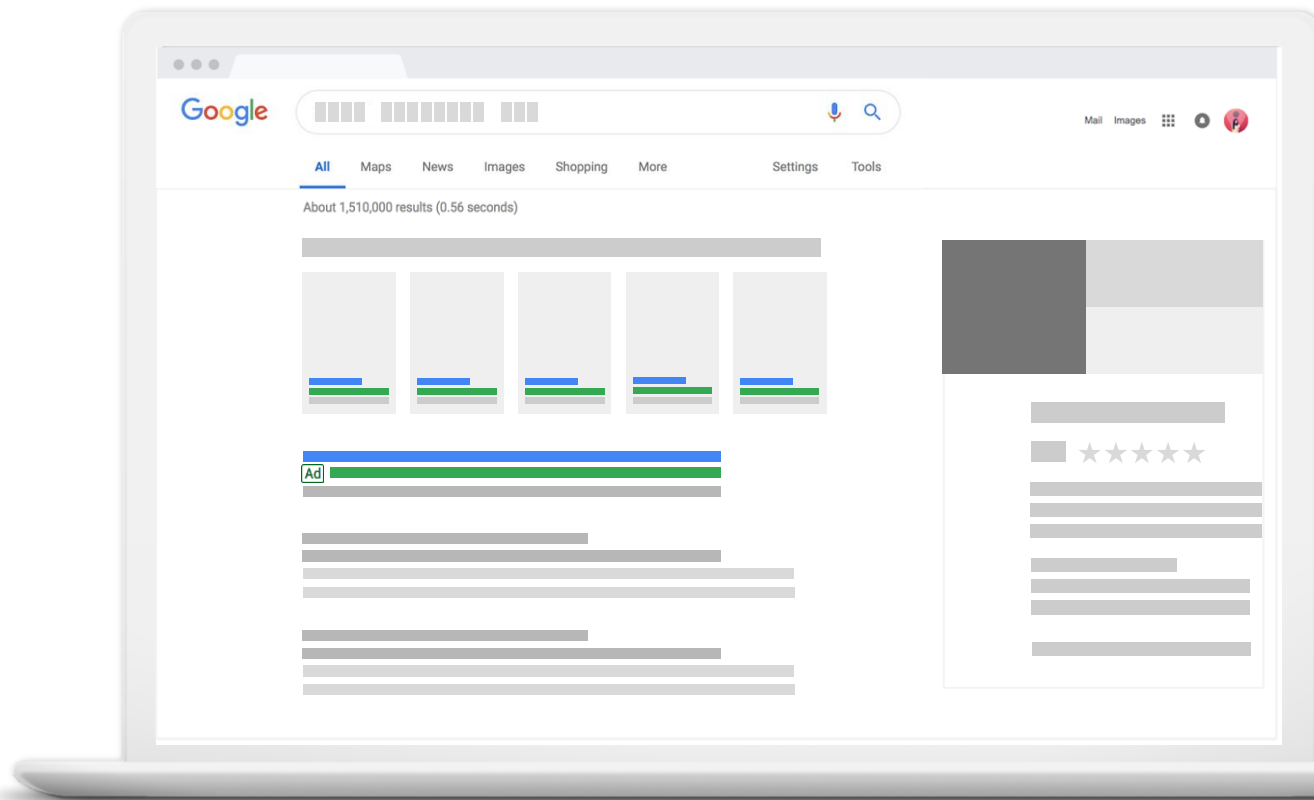 Google
Mail Images
All Maps News Images Shopping More Settings Tools
About 1,510,000 results (0.56 seconds)
Ad